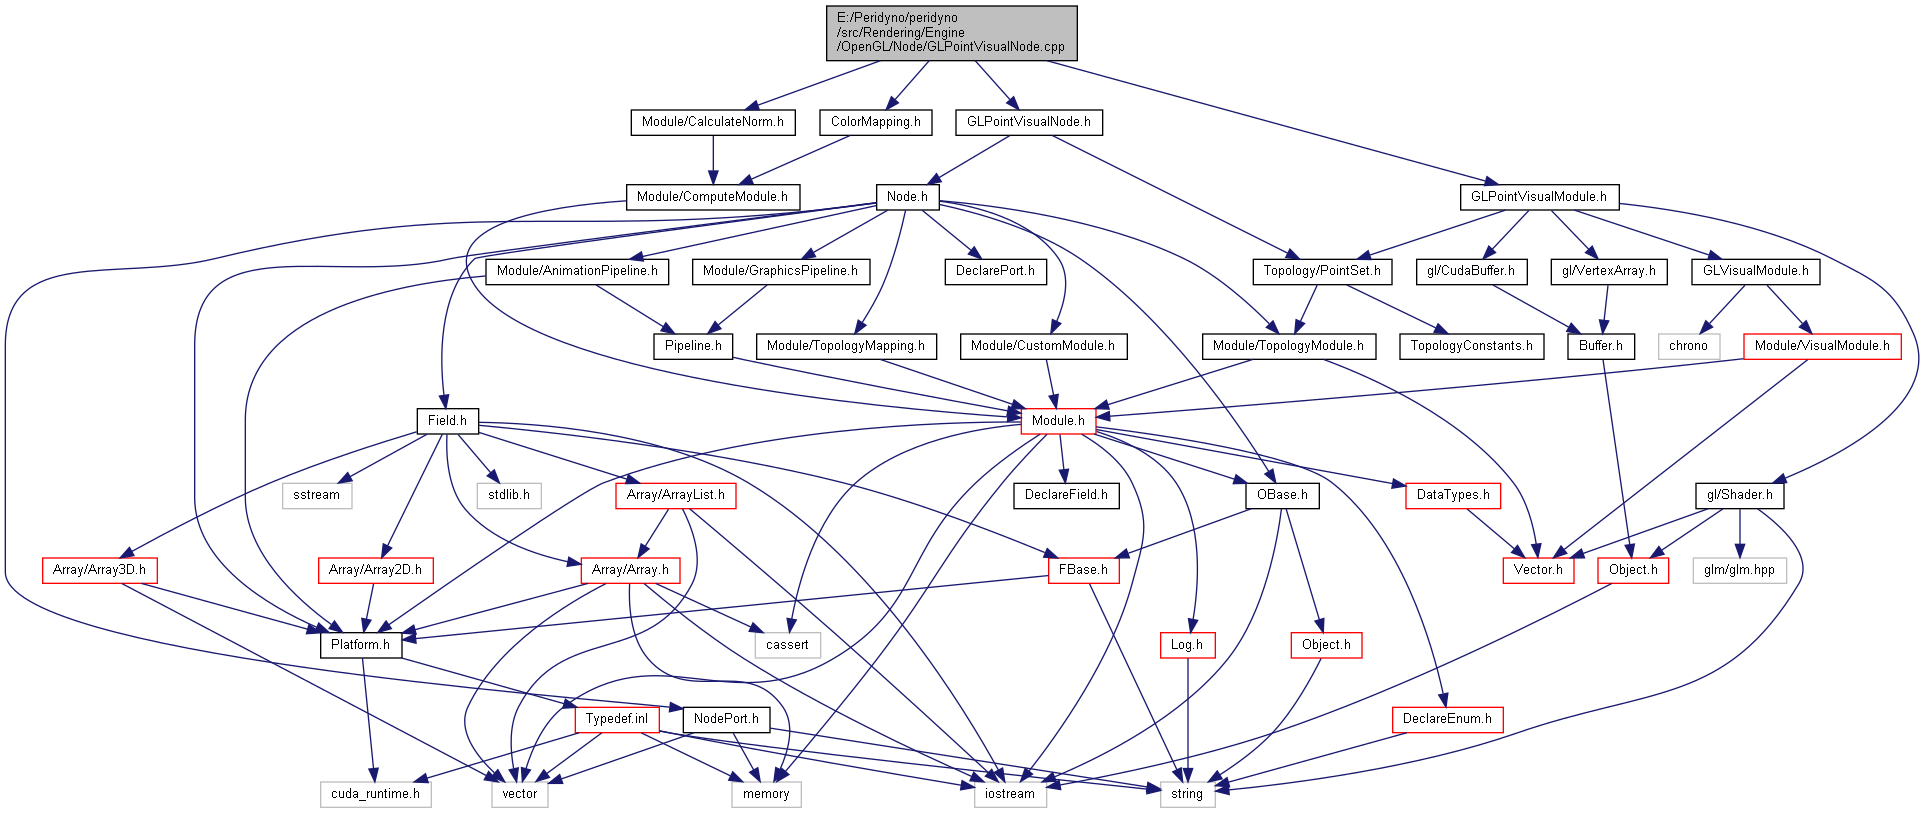 E:/Peridyno/peridyno
/src/Rendering/Engine
/OpenGL/Node/GLPointVisualNode.cpp
Module/CalculateNorm.h
ColorMapping.h
GLPointVisualNode.h
Module/ComputeModule.h
Node.h
GLPointVisualModule.h
Module/AnimationPipeline.h
Module/GraphicsPipeline.h
DeclarePort.h
Topology/PointSet.h
gl/CudaBuffer.h
gl/VertexArray.h
GLVisualModule.h
Pipeline.h
Module/TopologyMapping.h
Module/CustomModule.h
Module/TopologyModule.h
TopologyConstants.h
Buffer.h
chrono
Module/VisualModule.h
Field.h
Module.h
sstream
stdlib.h
Array/ArrayList.h
DeclareField.h
OBase.h
DataTypes.h
gl/Shader.h
Array/Array3D.h
Array/Array2D.h
Array/Array.h
FBase.h
Vector.h
Object.h
glm/glm.hpp
Platform.h
cassert
Log.h
Object.h
Typedef.inl
NodePort.h
DeclareEnum.h
cuda_runtime.h
vector
memory
iostream
string